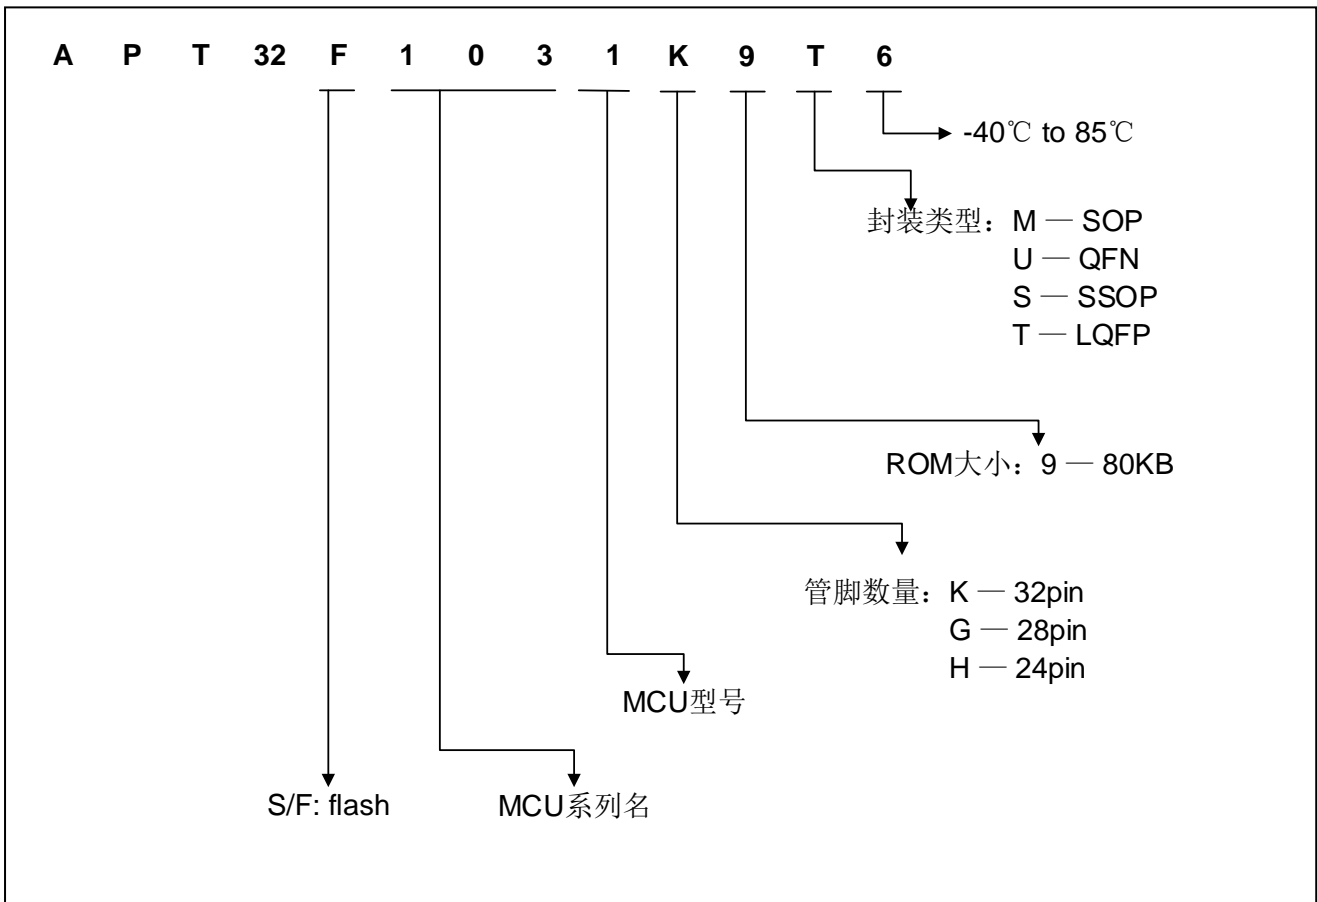 A P T 32 F 1 0 3 1 K 9 T 6
-40℃ to 85℃
封装类型：M — SOP
U — QFN
S — SSOP
T — LQFP
ROM大小：9 — 80KB
管脚数量：K — 32pin
G — 28pin
H — 24pin
MCU型号
S/F: flash
MCU系列名